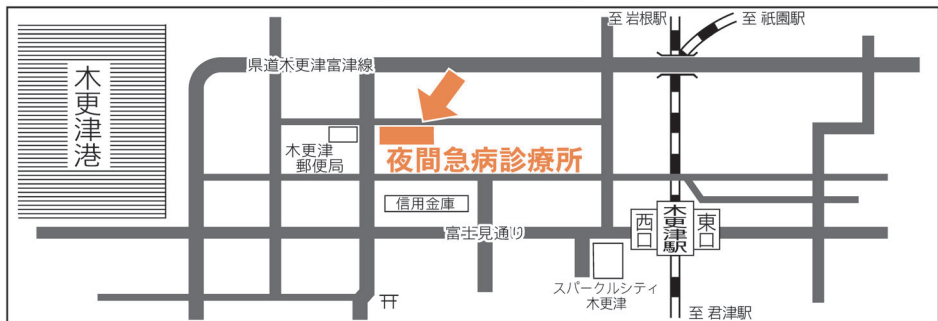 至 岩根駅
至 祇園駅
県道木更津富津線
木更津港
木更津
郵便局
夜間急病診療所
信用金庫
富士見通り
西口
木更津駅
東口
スパークルシティ
木更津
至 君津駅